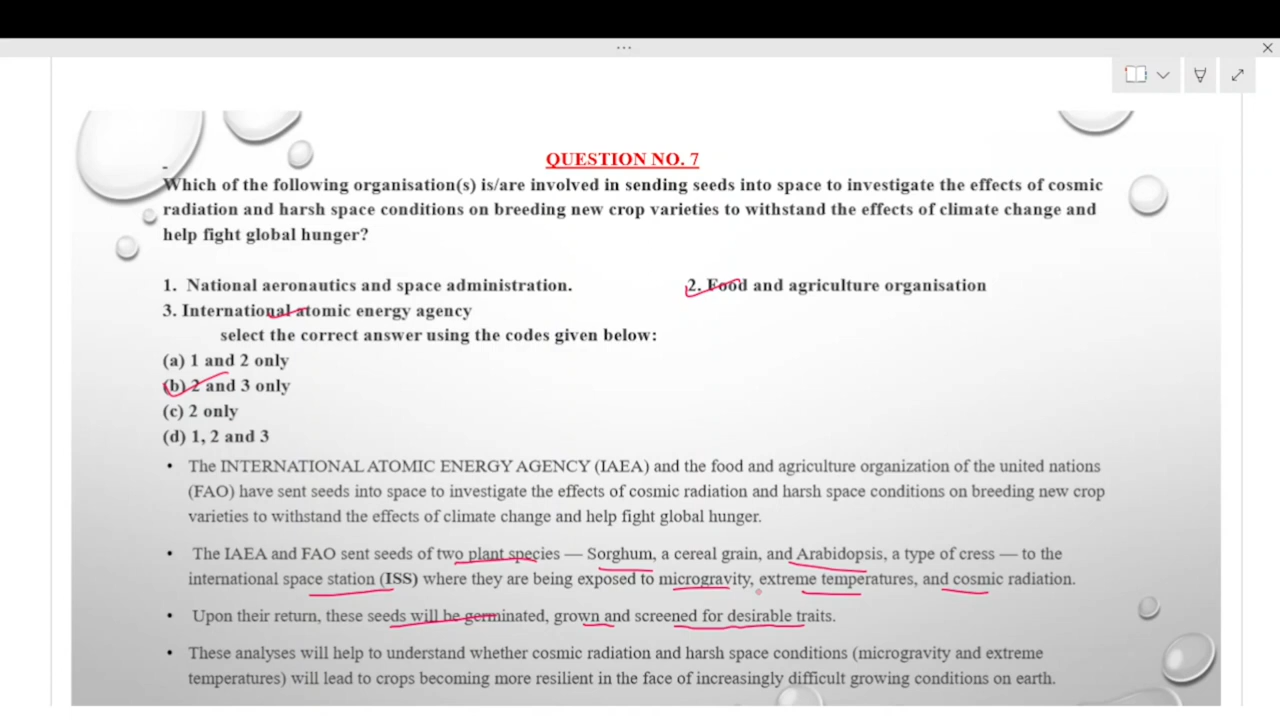 QUESTION NO. 7
Which of the following organisation(s) is/are involved in sending seeds into space to investigate the effects of cosmic
radiation and harsh space conditions on breeding new crop varieties to withstand the effects of climate change and
help fight global hunger?
1. National aeronautics and space administration. 2. Food and agriculture organisation
3. International atomic energy agency
select the correct answer using the codes given below:
(a) 1 and 2 only
(b) 2 and 3 only
(c) 2 only
(d) 1, 2 and 3
• The INTERNATIONAL ATOMIC ENERGY AGENCY (IAEA) and the food and agriculture organization of the united nations
(FAO) have sent seeds into space to investigate the effects of cosmic radiation and harsh space conditions on breeding new crop
varieties to withstand the effects of climate change and help fight global hunger.
• The IAEA and FAO sent seeds of two plant species — Sorghum, a cereal grain, and Arabidopsis, a type of cress — to the
international space station (ISS) where they are being exposed to microgravity, extreme temperatures, and cosmic radiation.
• Upon their return, these seeds will be germinated, grown and screened for desirable traits.
• These analyses will help to understand whether cosmic radiation and harsh space conditions (microgravity and extreme
temperatures) will lead to crops becoming more resilient in the face of increasingly difficult growing conditions on earth.